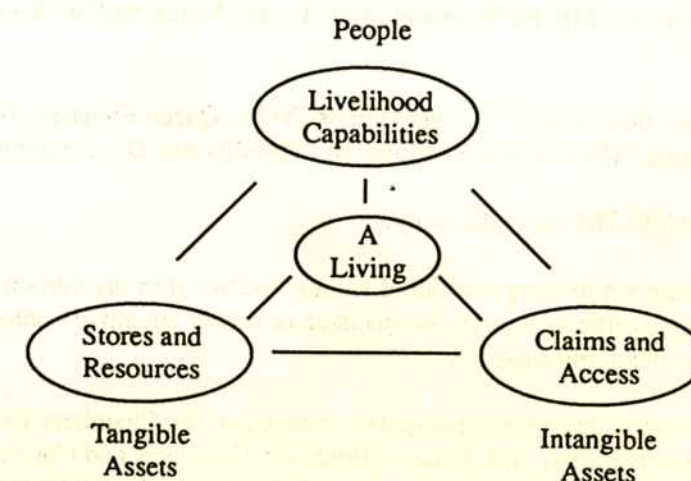 People
Livelihood
Capabilities
A
Living
Stores and
Resources
Claims and
Access
Tangible
Assets
Intangible
Assets